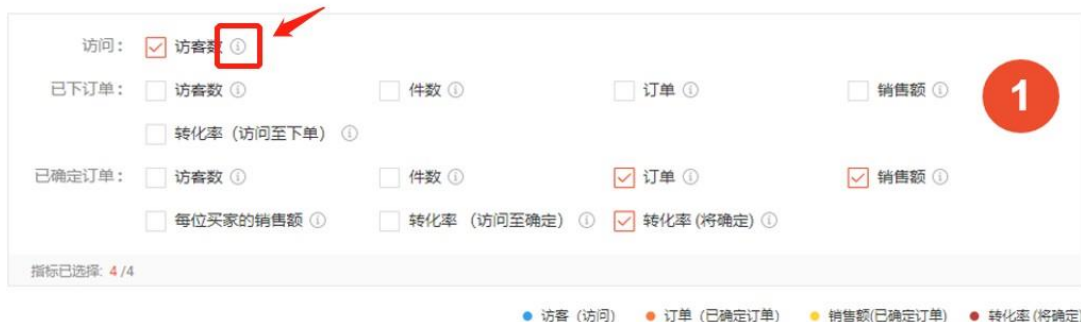 访问： 访客数
已下订单： 访客数 件数 订单 销售额
1
转化率（访问至下单）
已确定订单： 访客数 件数 订单 销售额
每位买家的销售额 转化率 （访问至确定） 转化率 (将确定)
指标已选择: 4 /4
访客（访问) 订单（已确定订单） 销售额(已确定订单) 转化率 (将确定)